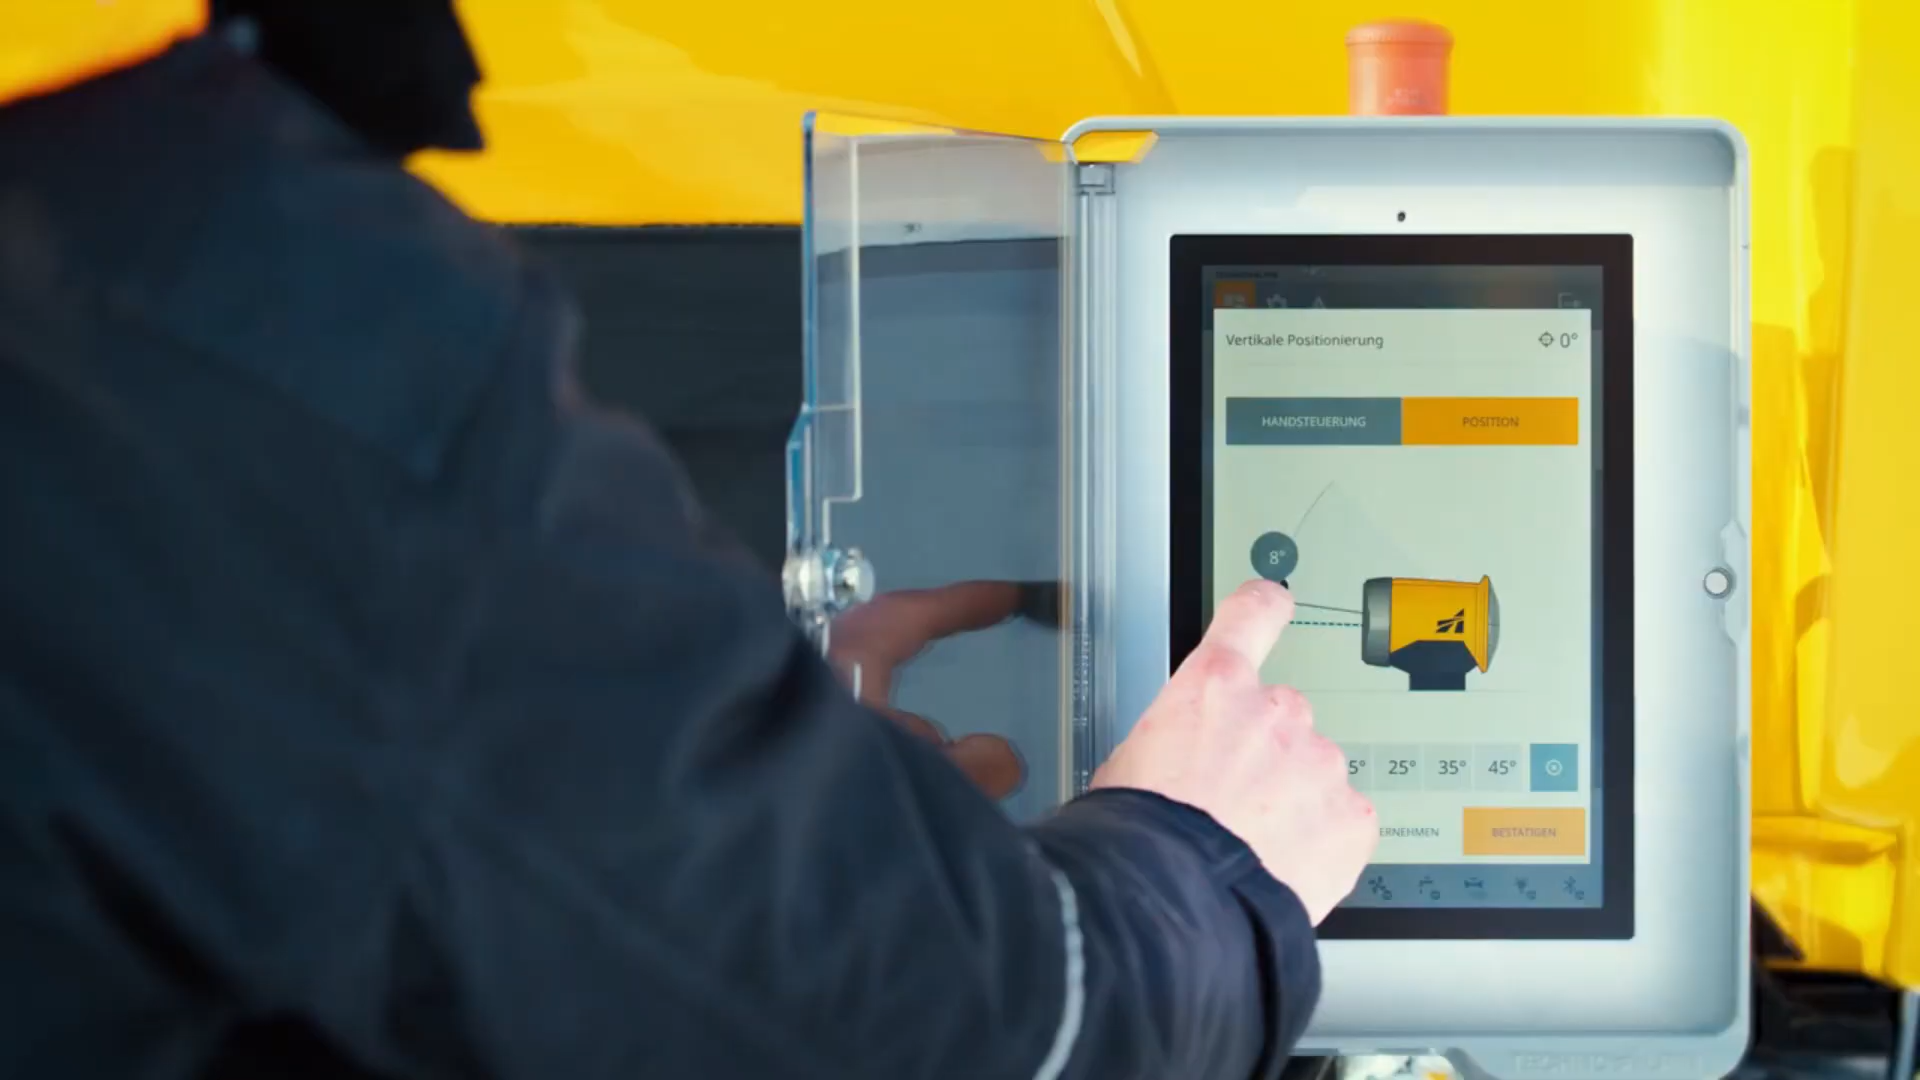 Vertikale Positionierung
0°
HANDSTEUERUNG
POSITION
8°
5° 25° 35° 45°
ERNEHMEN
BESTÄTIGEN